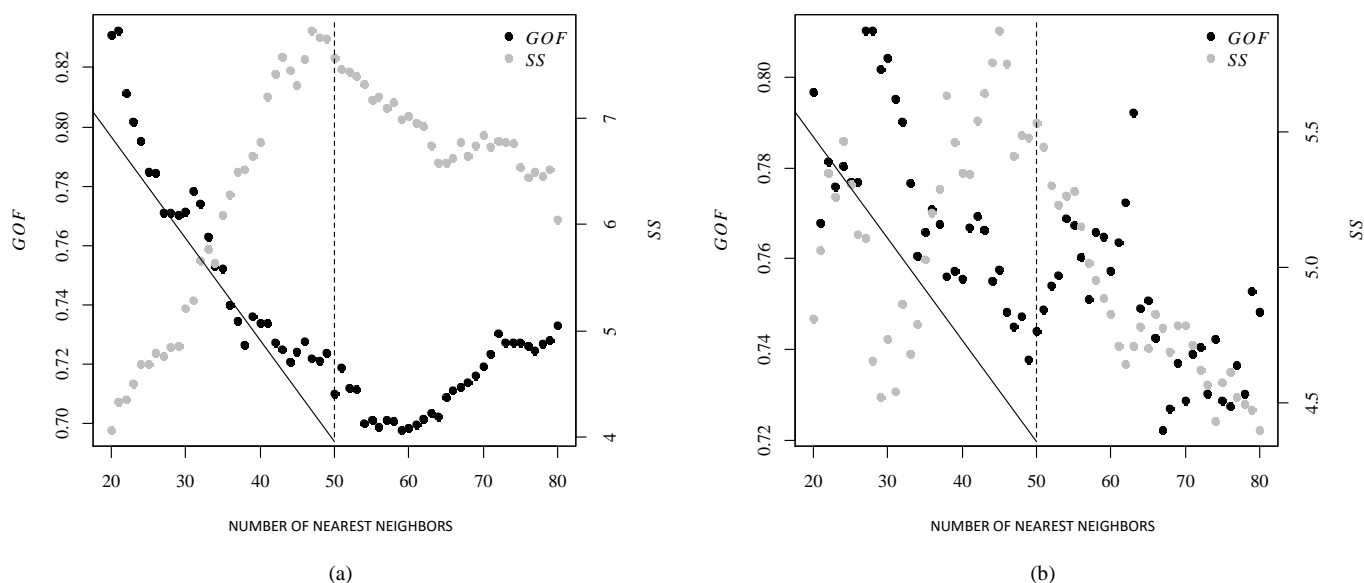 GOF
SS
0.82
0.80
0.78
0.76
0.74
0.72
0.70
GOF
7
6
5
4
SS
20 30 40 50 60 70 80
NUMBER OF NEAREST NEIGHBORS
(a)
GOF
SS
0.80
0.78
0.76
0.74
0.72
GOF
5.5
5.0
4.5
SS
20 30 40 50 60 70 80
NUMBER OF NEAREST NEIGHBORS
(b)